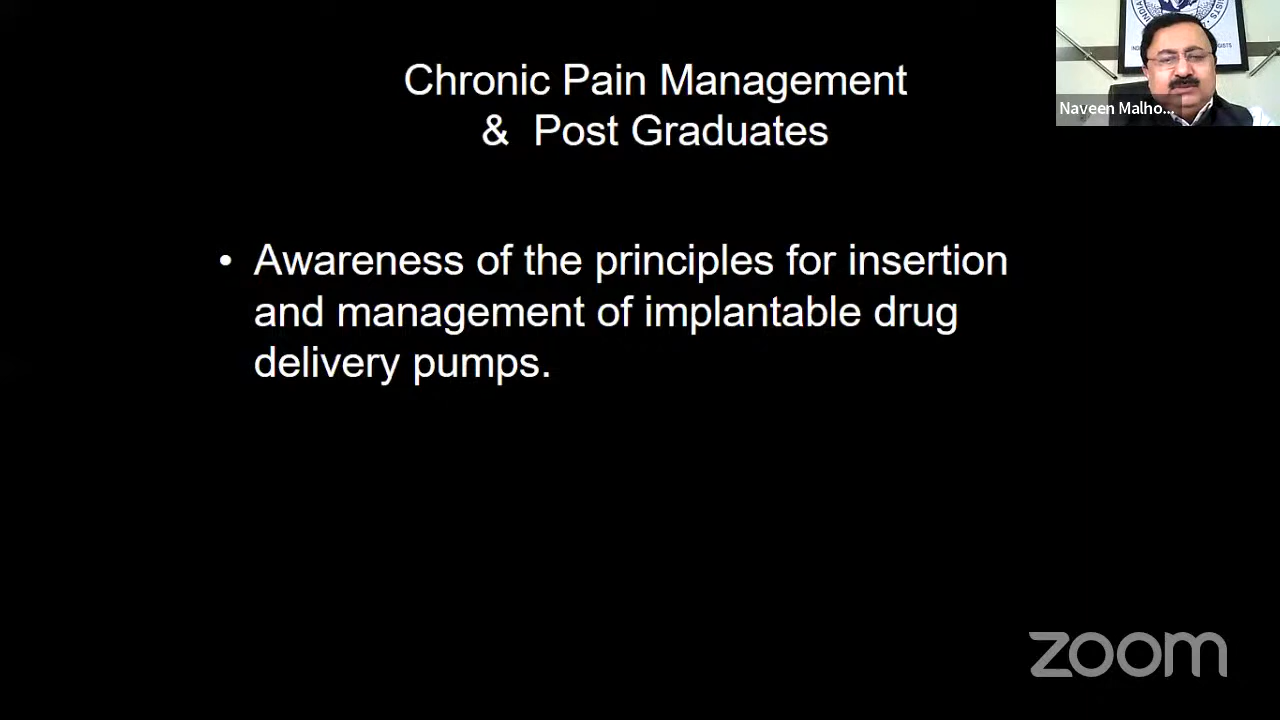 Chronic Pain Management
& Post Graduates
• Awareness of the principles for insertion
and management of implantable drug
delivery pumps.
Naveen Malho...
zoom